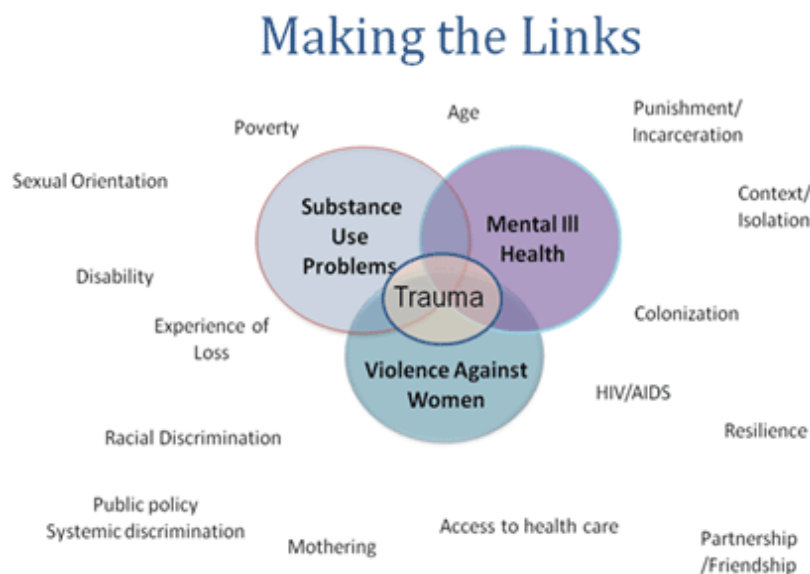 Making the Links
Age
Punishment/
Incarceration
Poverty
Sexual Orientation
Context/
Isolation
Substance
Use
Problems
Mental Ill
Health
Disability
Trauma
Experience of
Loss
Colonization
Violence Against
Women
HIV/AIDS
Racial Discrimination
Resilience
Public policy
Systemic discrimination
Mothering
Access to health care
Partnership
/Friendship